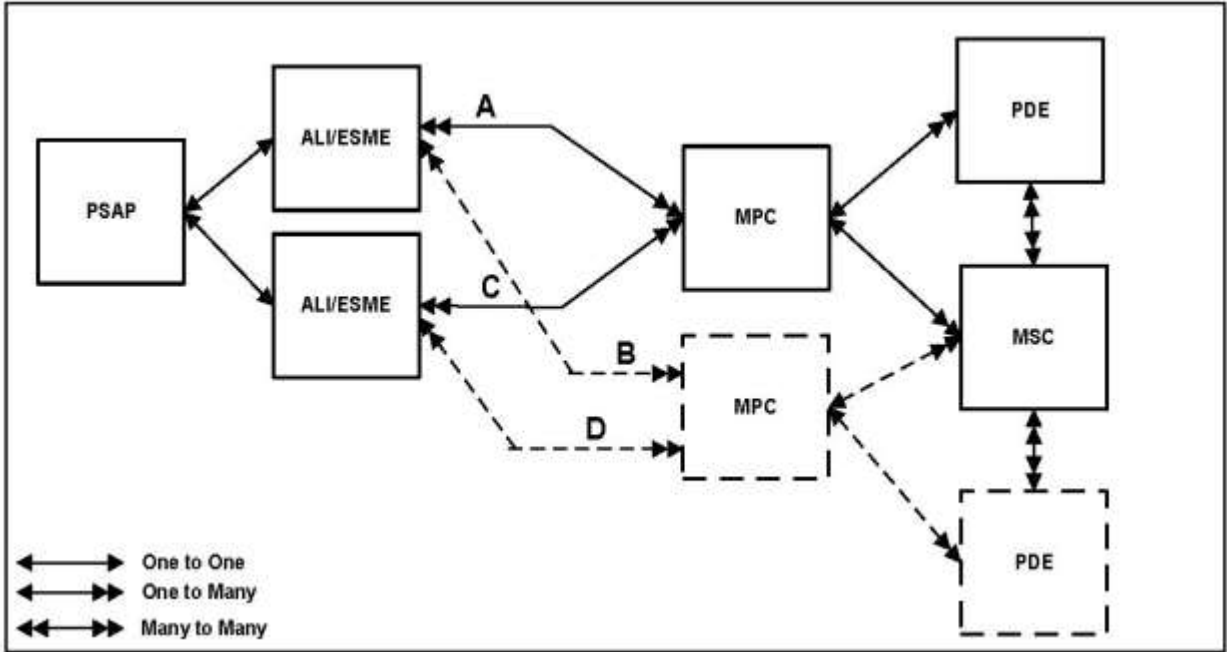 PSAP
ALI/ESME
ALI/ESME
A
C
B
D
MPC
MPC
PDE
MSC
PDE
One to One
One to Many
Many to Many